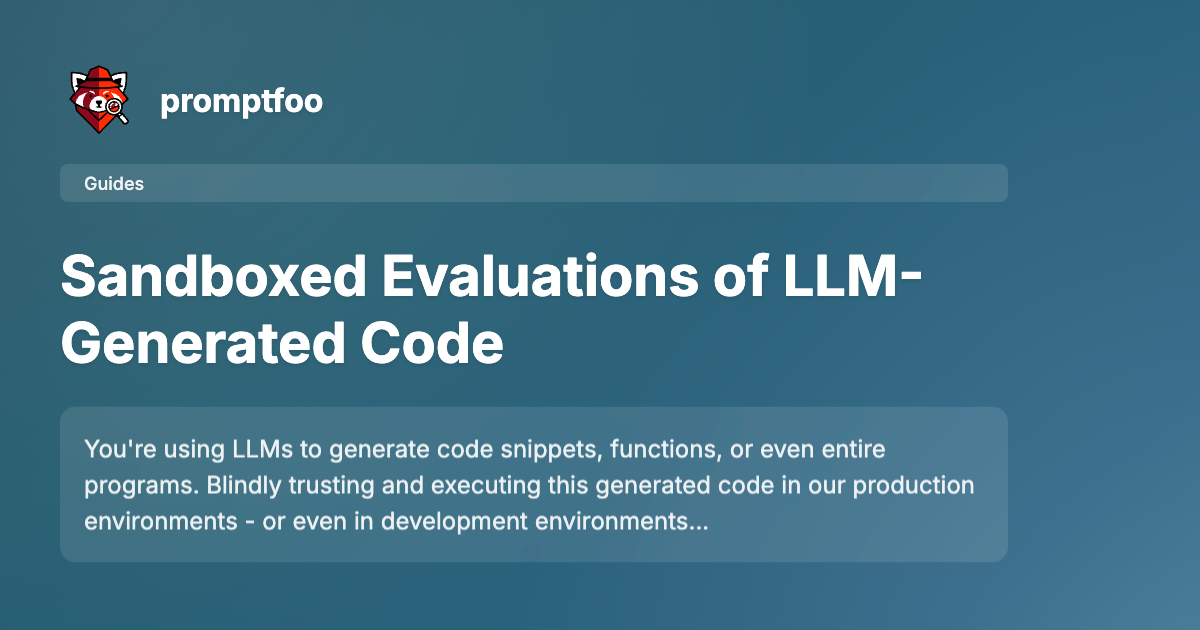 promptfoo
Guides
Sandboxed Evaluations of LLM-
Generated Code
You're using LLMs to generate code snippets, functions, or even entire
programs. Blindly trusting and executing this generated code in our production
environments - or even in development environments...